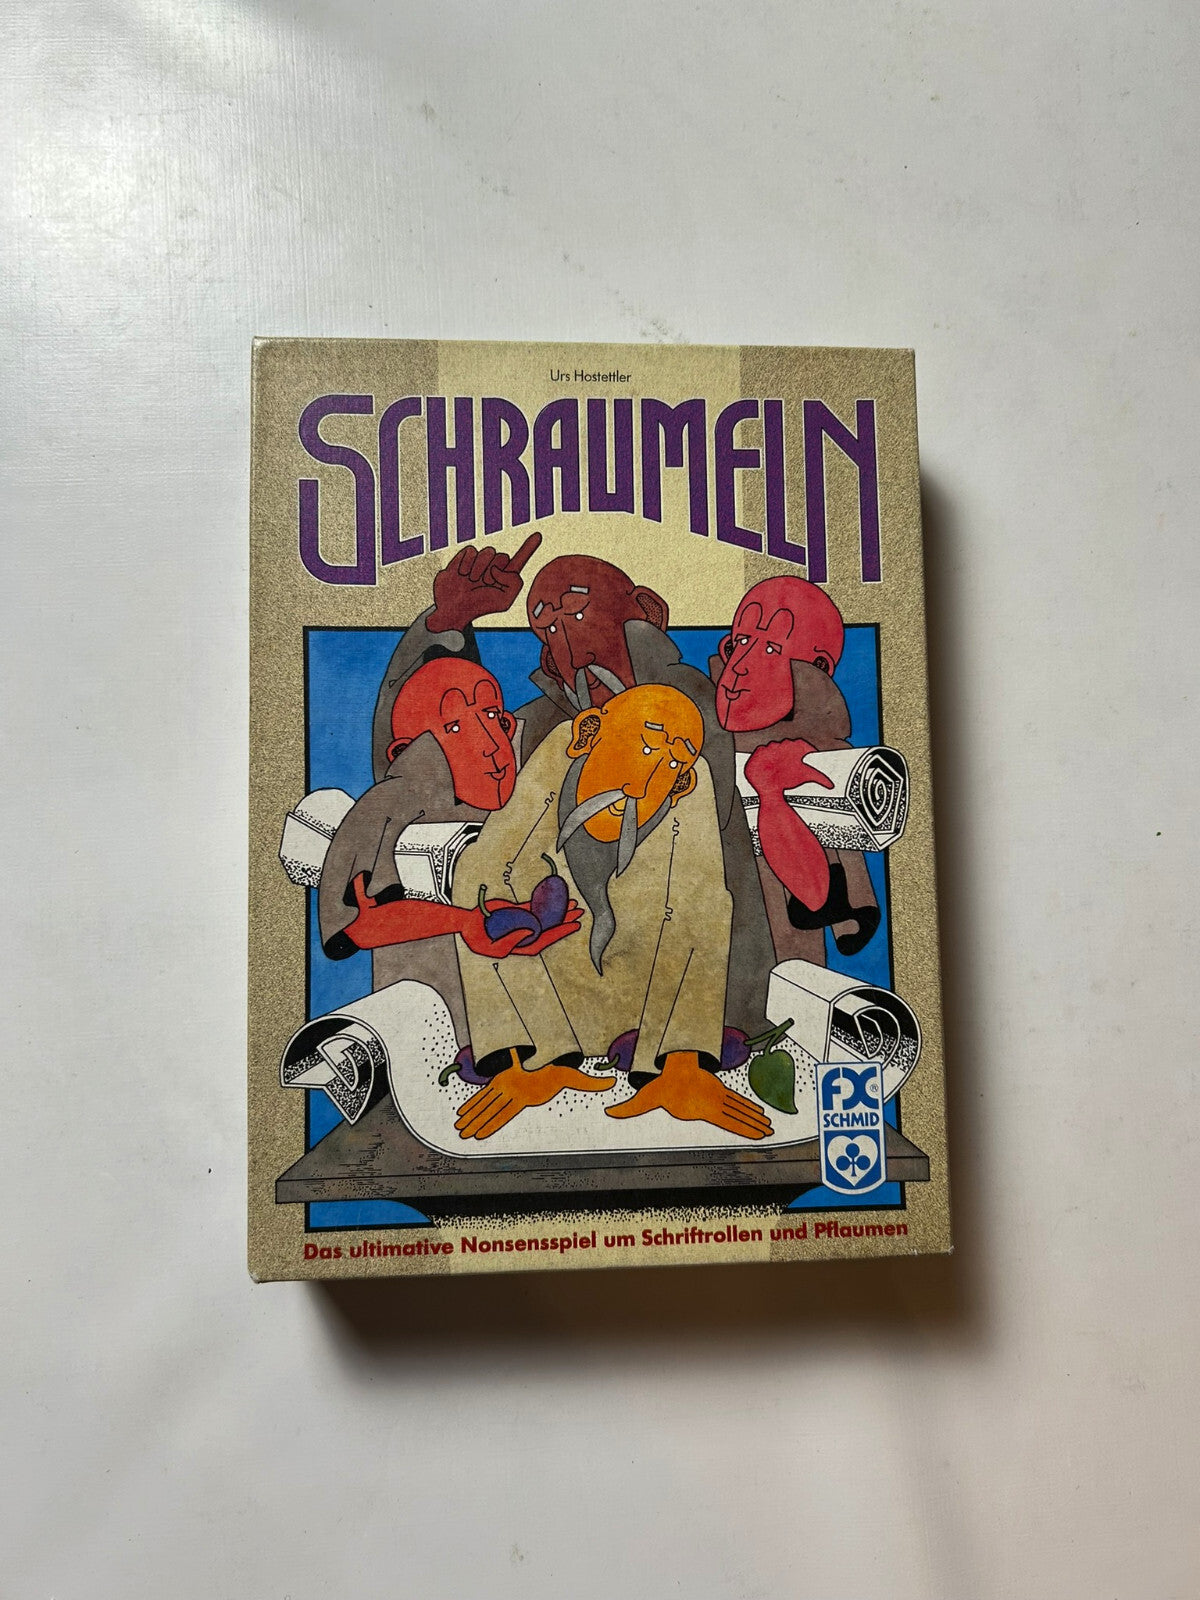 Urs Hostettler
SCHRAUMELN
FX®
SCHMID
Das ultimative Nonsensspiel um Schriftrollen und Pflaumen